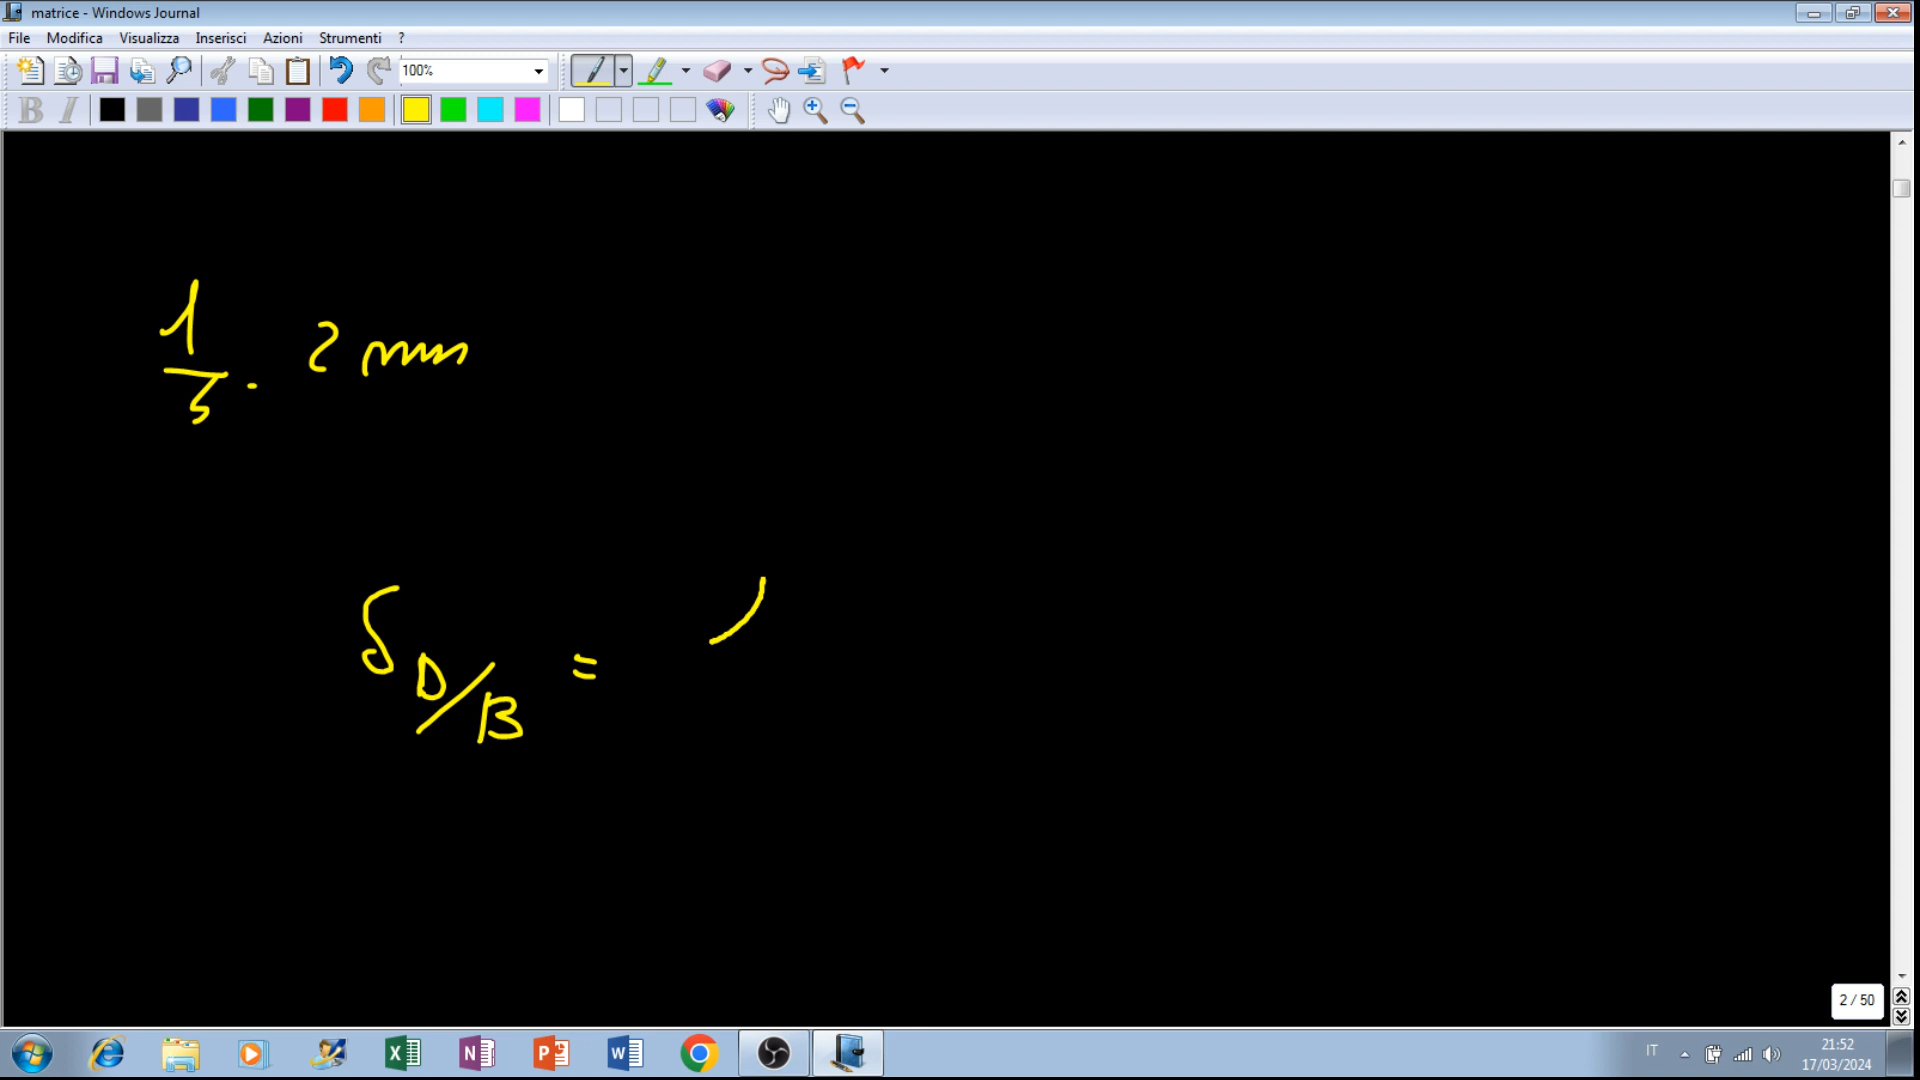 matrice - Windows Journal
File Modifica Visualizza Inserisci Azioni Strumenti ?
100%
B I
1/3 · 2 mm
δ D/B =
2 / 50
IT
21:52
17/03/2024